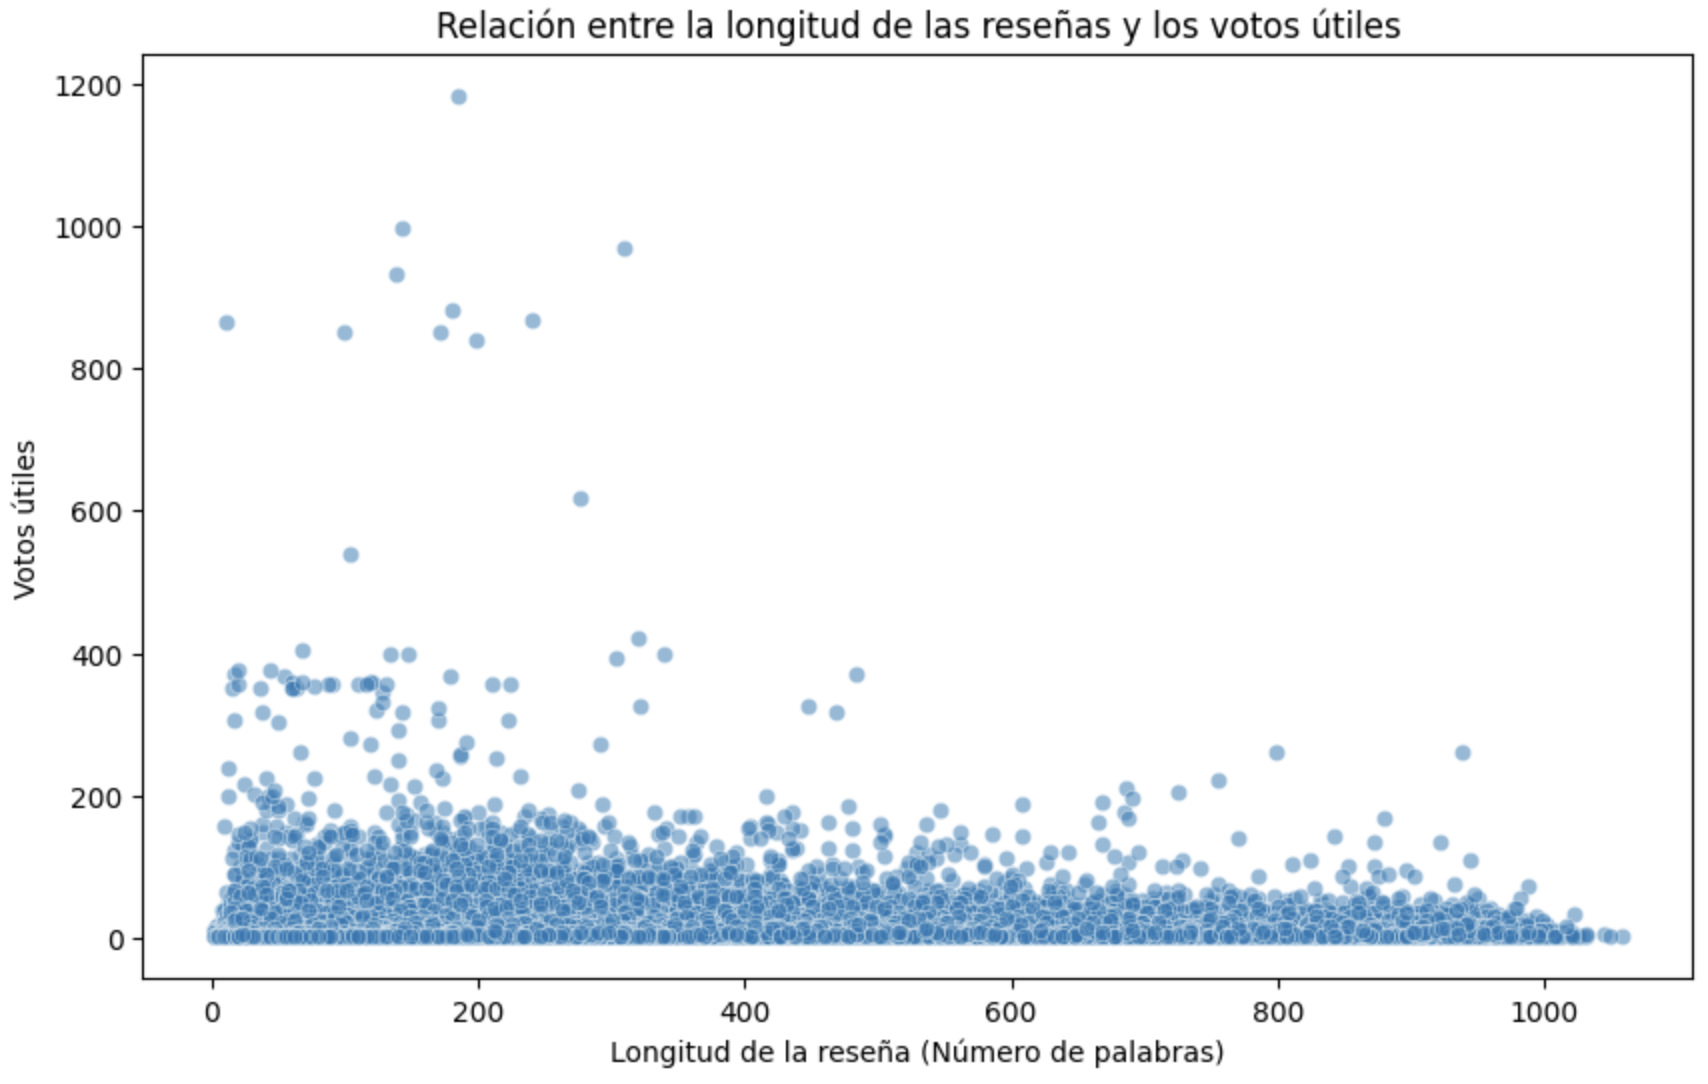 Relación entre la longitud de las reseñas y los votos útiles
1200
1000
800
600
400
200
0
Votos útiles
0 200 400 600 800 1000
Longitud de la reseña (Número de palabras)